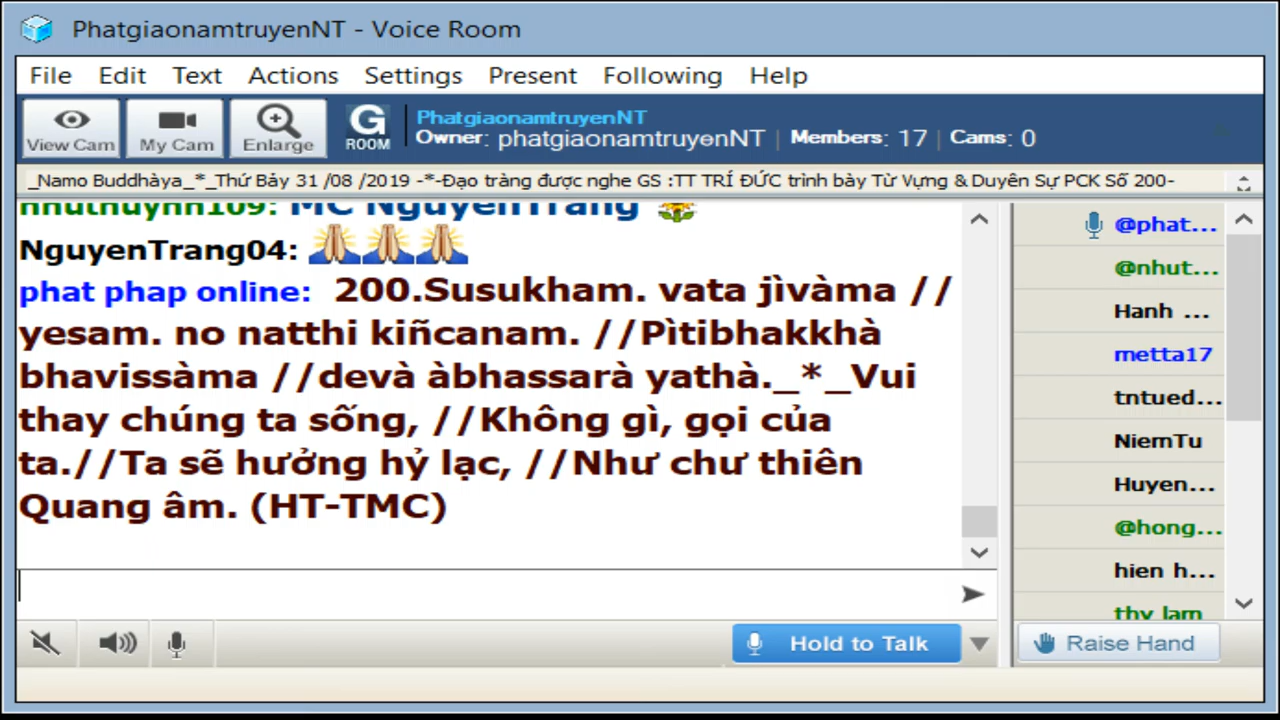 PhatgiaonamtruyenNT - Voice Room
File Edit Text Actions Settings Present Following Help
View Cam My Cam Enlarge G ROOM
PhatgiaonamtruyenNT
Owner: phatgiaonamtruyenNT | Members: 17 | Cams: 0
_Namo Buddhàya_*_Thứ Bảy 31 /08 /2019 -*-Đạo tràng được nghe GS :TT TRÍ ĐỨC trình bày Từ Vựng & Duyên Sự PCK Số 200-
nhuthuynh109: MC NguyenTrang
NguyenTrang04:
phat phap online: 200.Susukham. vata jìvàma //
yesam. no natthi kiñcanam. //Pìtibhakkhà
bhavissàma //devà àbhassarà yathà._*_Vui
thay chúng ta sống, //Không gì, gọi của
ta.//Ta sẽ hưởng hỷ lạc, //Như chư thiên
Quang âm. (HT-TMC)
@phat...
@nhut...
Hanh ...
metta17
tntued...
NiemTu
Huyen...
@hong...
hien h...
thy lam
Hold to Talk
Raise Hand